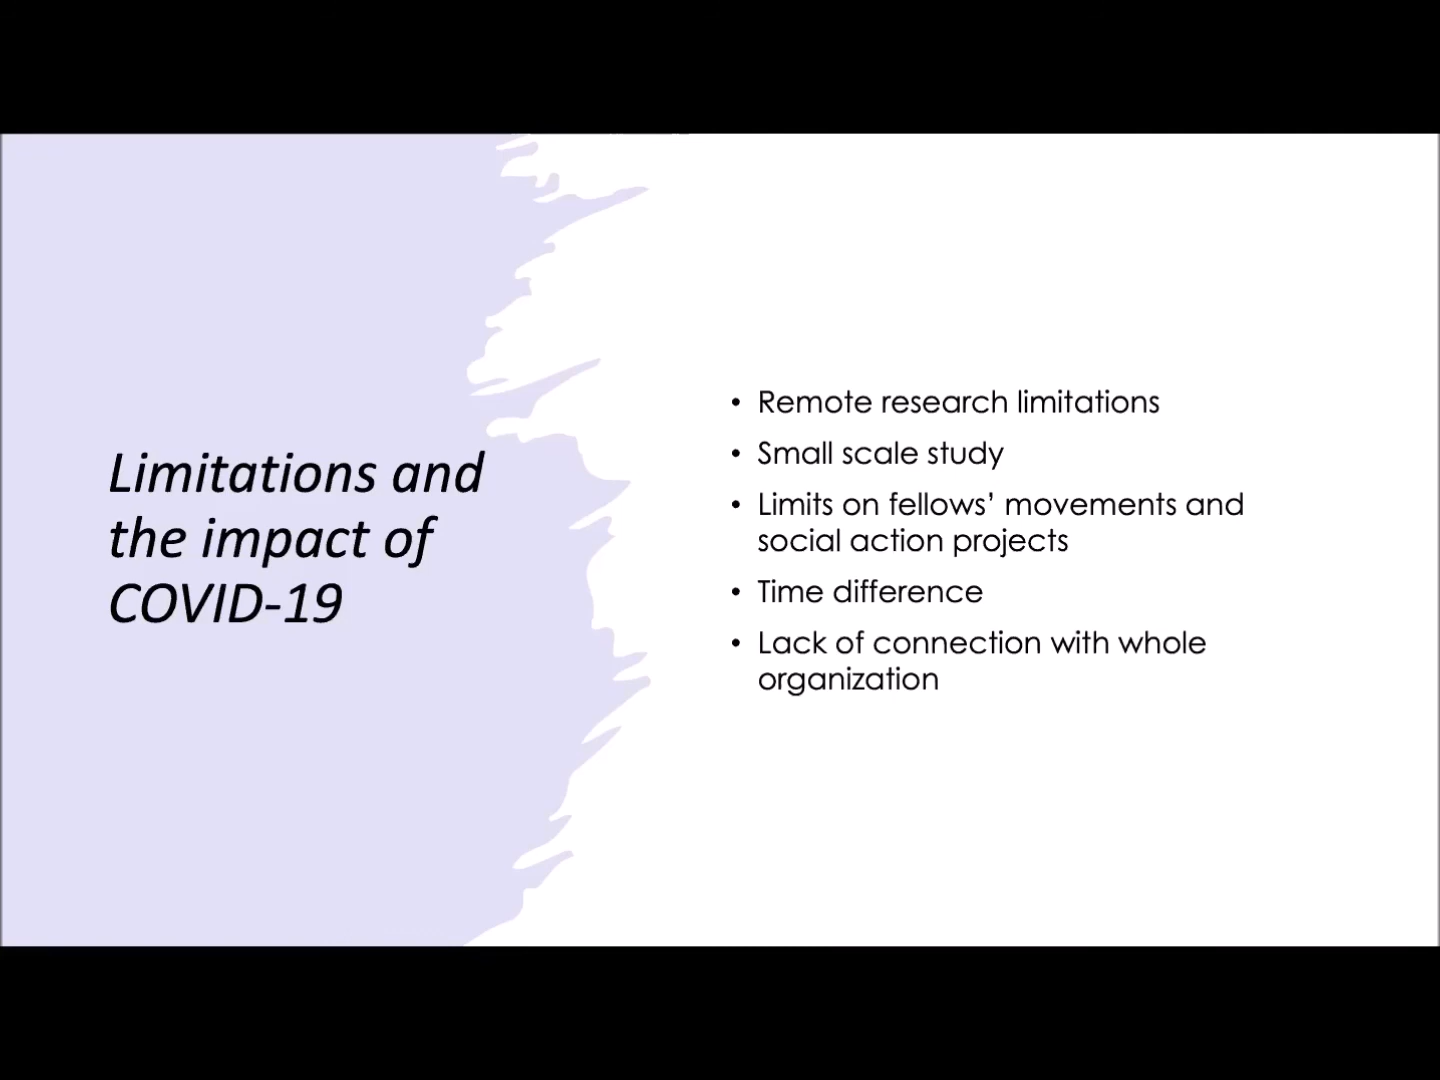 Limitations and
the impact of
COVID-19
• Remote research limitations
• Small scale study
• Limits on fellows’ movements and
social action projects
• Time difference
• Lack of connection with whole
organization